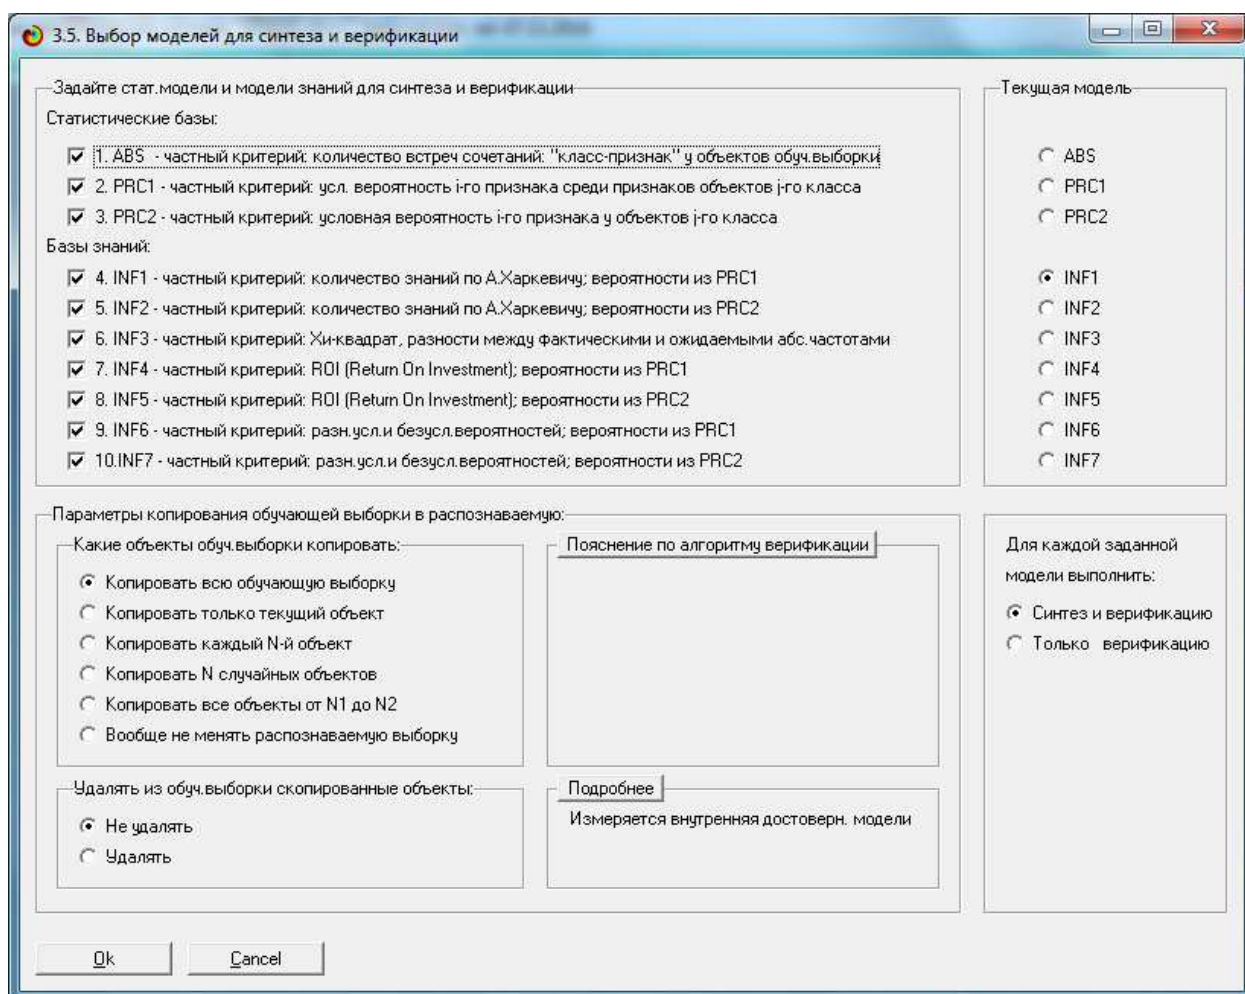 3.5. Выбор моделей для синтеза и верификации
Задайте стат.модели и модели знаний для синтеза и верификации
Статистические базы:
1. ABS - частный критерий: количество встреч сочетаний: "класс-признак" у объектов обуч.выборки
2. PRC1 - частный критерий: усл. вероятность i-го признака среди признаков объектов j-го класса
3. PRC2 - частный критерий: условная вероятность i-го признака у объектов j-го класса
Базы знаний:
4. INF1 - частный критерий: количество знаний по А.Харкевичу; вероятности из PRC1
5. INF2 - частный критерий: количество знаний по А.Харкевичу; вероятности из PRC2
6. INF3 - частный критерий: Хи-квадрат, разности между фактическими и ожидаемыми абс.частотами
7. INF4 - частный критерий: ROI (Return On Investment); вероятности из PRC1
8. INF5 - частный критерий: ROI (Return On Investment); вероятности из PRC2
9. INF6 - частный критерий: разн.усл.и безусл.вероятностей; вероятности из PRC1
10.INF7 - частный критерий: разн.усл.и безусл.вероятностей; вероятности из PRC2
Текущая модель
ABS
PRC1
PRC2
INF1
INF2
INF3
INF4
INF5
INF6
INF7
Параметры копирования обучающей выборки в распознаваемую:
Какие объекты обуч.выборки копировать:
Копировать всю обучающую выборку
Копировать только текущий объект
Копировать каждый N-й объект
Копировать N случайных объектов
Копировать все объекты от N1 до N2
Вообще не менять распознаваемую выборку
Пояснение по алгоритму верификации
Удалять из обуч.выборки скопированные объекты:
Не удалять
Удалять
Подробнее
Измеряется внутренняя достоверн. модели
Для каждой заданной
модели выполнить:
Синтез и верификацию
Только верификацию
Ok
Cancel